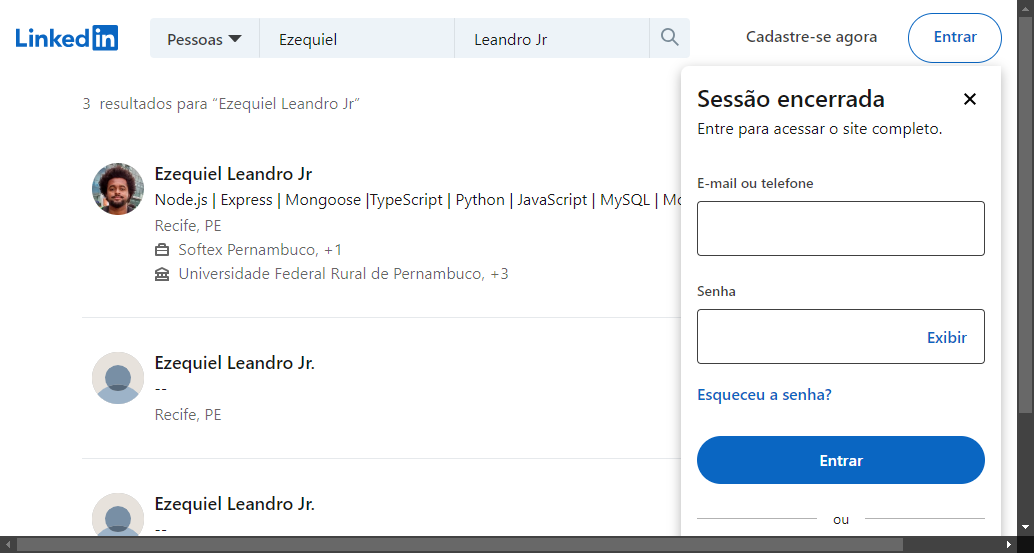 LinkedIn
Pessoas
Ezequiel
Leandro Jr
Cadastre-se agora
Entrar
3 resultados para “Ezequiel Leandro Jr”
Ezequiel Leandro Jr
Node.js | Express | Mongoose |TypeScript | Python | JavaScript | MySQL |
Recife, PE
Softex Pernambuco, +1
Universidade Federal Rural de Pernambuco, +3
Ezequiel Leandro Jr.
--
Recife, PE
Ezequiel Leandro Jr.
--
Sessão encerrada
Entre para acessar o site completo.
E-mail ou telefone
Senha
Exibir
Esqueceu a senha?
Entrar
ou